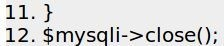 11. }
12. $mysqli->close();